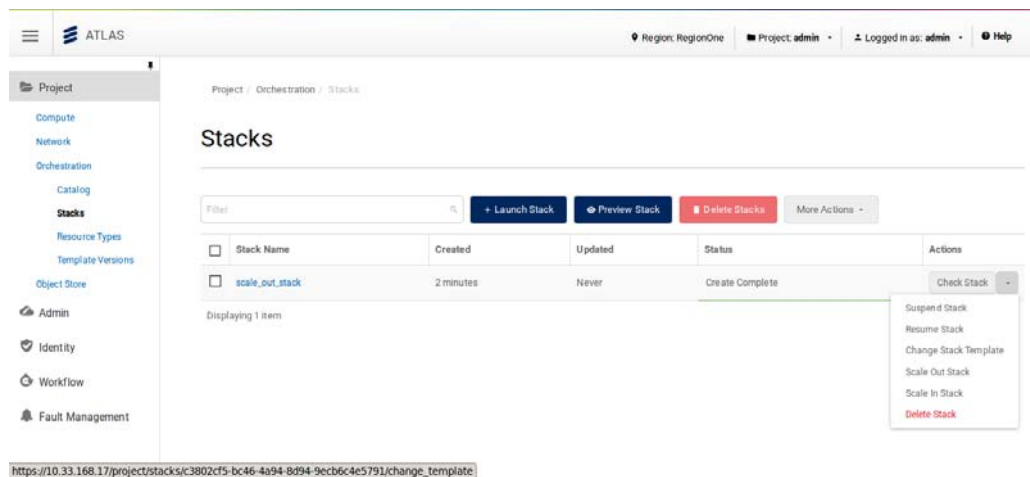 ATLAS
Region: RegionOne
Project: admin
Logged in as: admin
Help
Project
Compute
Network
Orchestration
Catalog
Stacks
Resource Types
Template Versions
Object Store
Admin
Identity
Workflow
Fault Management
Project / Orchestration / Stacks
Stacks
Filter
+ Launch Stack
Preview Stack
Delete Stacks
More Actions
Stack Name Created Updated Status Actions
scale_out_stack 2 minutes Never Create Complete Check Stack
Displaying 1 item
Suspend Stack
Resume Stack
Change Stack Template
Scale Out Stack
Scale In Stack
Delete Stack
https://10.33.168.17/project/stacks/c3802cf5-bc46-4a94-8d94-9ecb6c4e5791/change_template